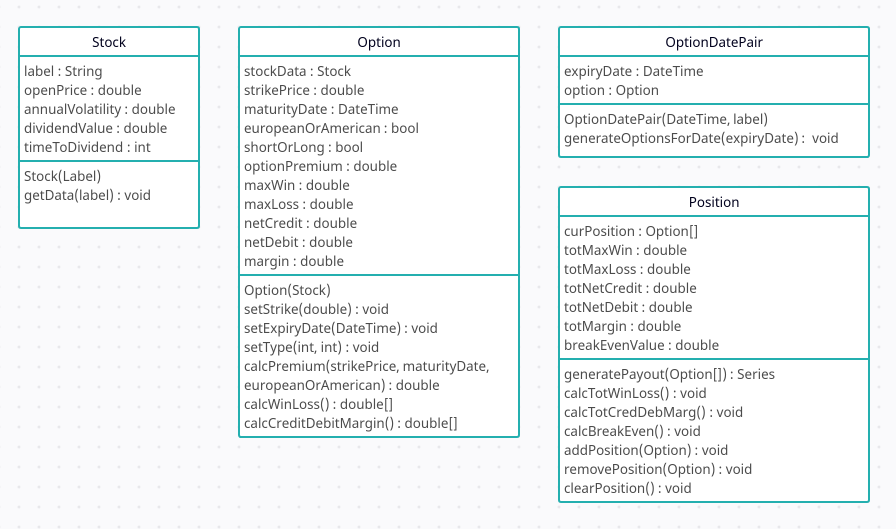 Stock
label : String
openPrice : double
annualVolatility : double
dividendValue : double
timeToDividend : int
Stock(Label)
getData(label) : void
Option
stockData : Stock
strikePrice : double
maturityDate : DateTime
europeanOrAmerican : bool
shortOrLong : bool
optionPremium : double
maxWin : double
maxLoss : double
netCredit : double
netDebit : double
margin : double
Option(Stock)
setStrike(double) : void
setExpiryDate(DateTime) : void
setType(int, int) : void
calcPremium(strikePrice, maturityDate,
europeanOrAmerican) : double
calcWinLoss() : double[]
calcCreditDebitMargin() : double[]
OptionDatePair
expiryDate : DateTime
option : Option
OptionDatePair(DateTime, label)
generateOptionsForDate(expiryDate) :  void
Position
curPosition : Option[]
totMaxWin : double
totMaxLoss : double
totNetCredit : double
totNetDebit : double
totMargin : double
breakEvenValue : double
generatePayout(Option[]) : Series
calcTotWinLoss() : void
calcTotCredDebMarg() : void
calcBreakEven() : void
addPosition(Option) : void
removePosition(Option) : void
clearPosition() : void